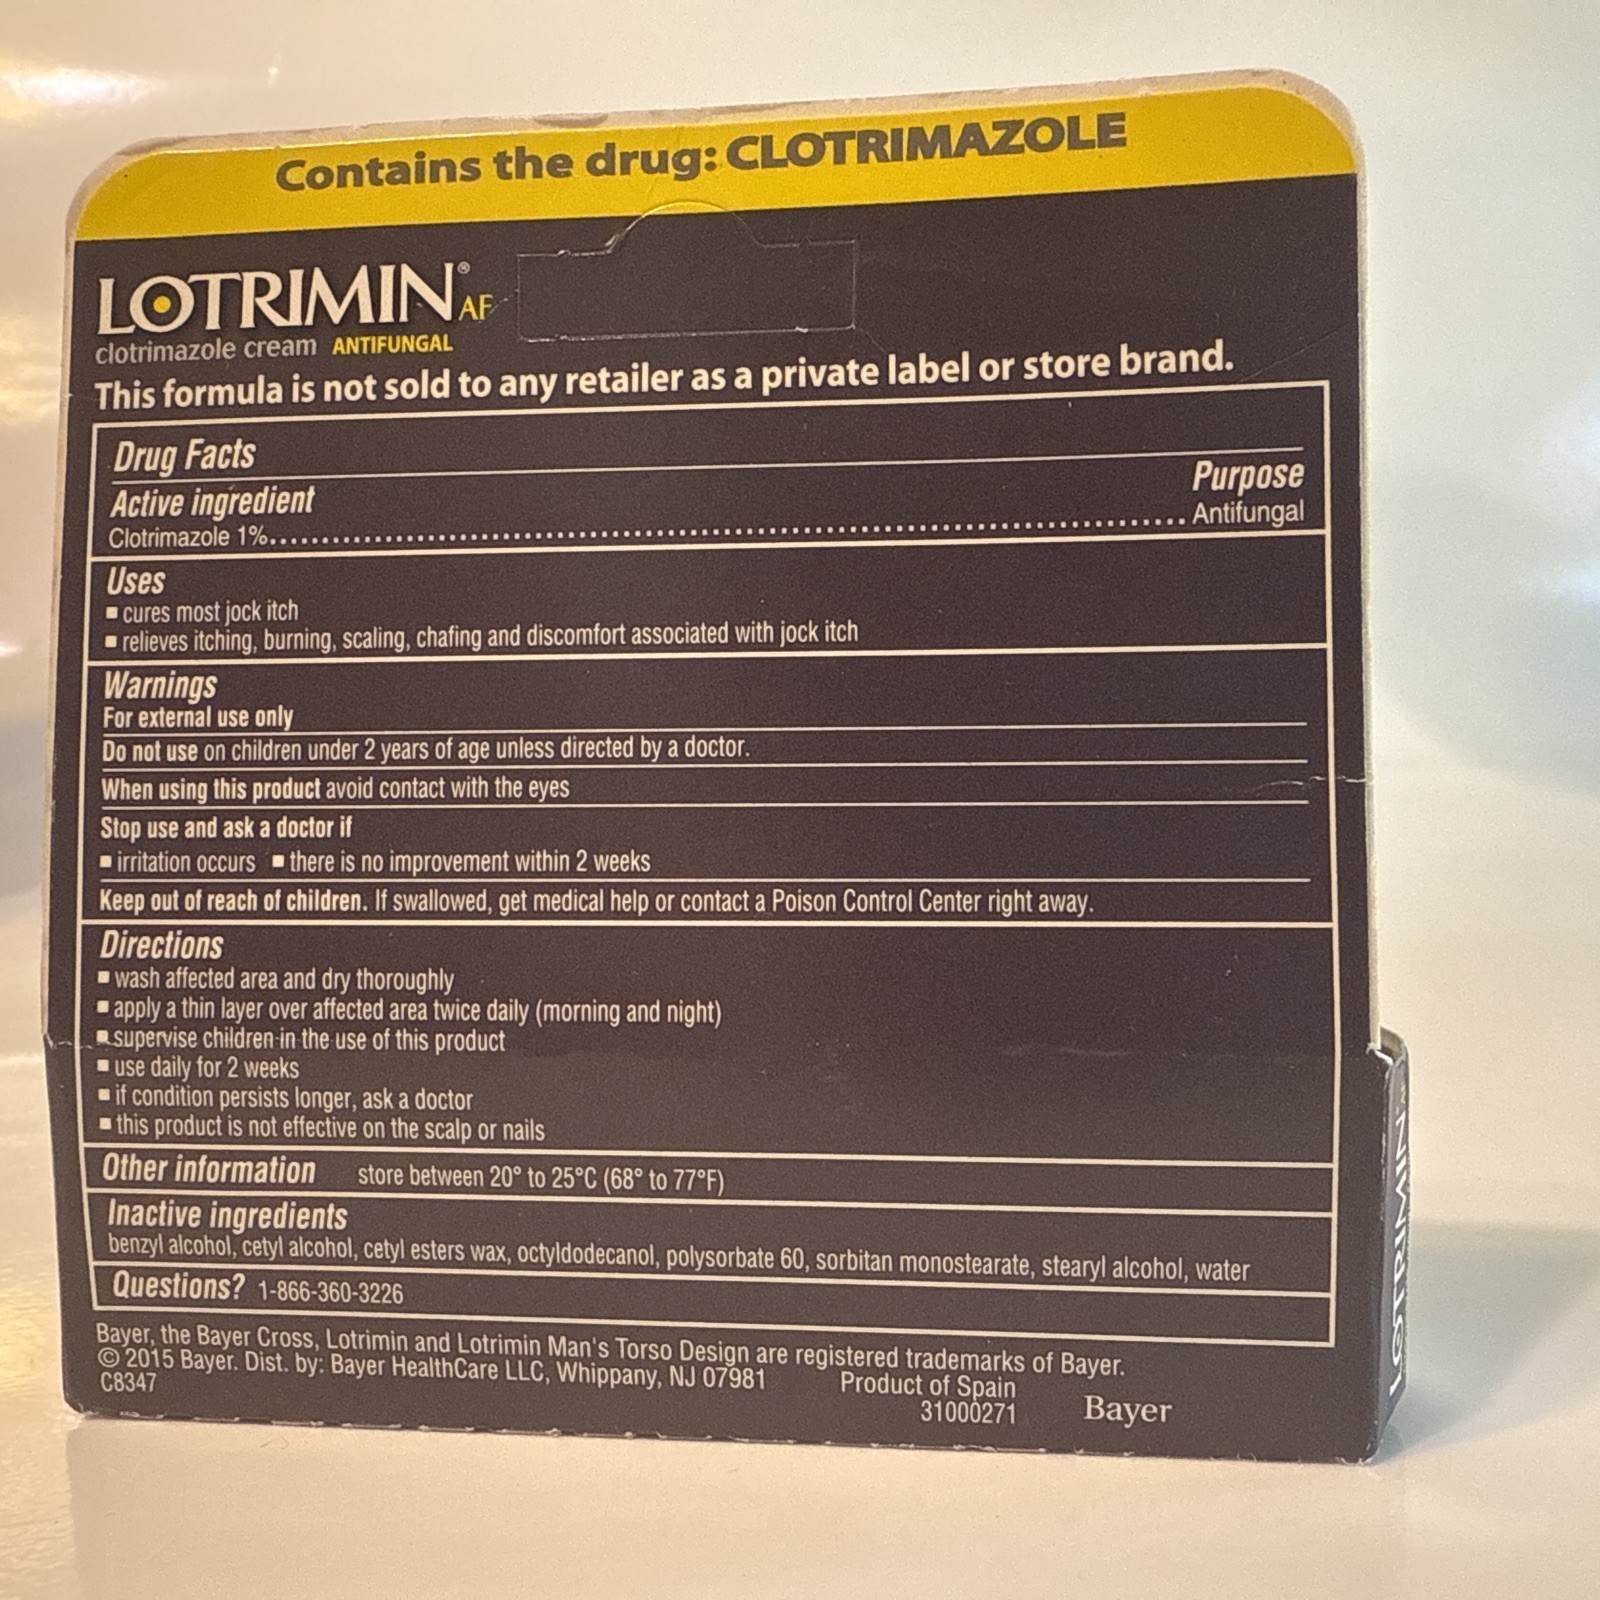 Contains the drug: CLOTRIMAZOLE
LOTRIMIN® AF
clotrimazole cream ANTIFUNGAL
This formula is not sold to any retailer as a private label or store brand.
Drug Facts
Active ingredient Purpose
Clotrimazole 1%........................................................................... Antifungal
Uses
▪ cures most jock itch
▪ relieves itching, burning, scaling, chafing and discomfort associated with jock itch
Warnings
For external use only
Do not use on children under 2 years of age unless directed by a doctor.
When using this product avoid contact with the eyes
Stop use and ask a doctor if
▪ irritation occurs ▪ there is no improvement within 2 weeks
Keep out of reach of children. If swallowed, get medical help or contact a Poison Control Center right away.
Directions
▪ wash affected area and dry thoroughly
▪ apply a thin layer over affected area twice daily (morning and night)
▪ supervise children in the use of this product
▪ use daily for 2 weeks
▪ if condition persists longer, ask a doctor
▪ this product is not effective on the scalp or nails
Other information store between 20° to 25°C (68° to 77°F)
Inactive ingredients
benzyl alcohol, cetyl alcohol, cetyl esters wax, octyldodecanol, polysorbate 60, sorbitan monostearate, stearyl alcohol, water
Questions? 1-866-360-3226
Bayer, the Bayer Cross, Lotrimin and Lotrimin Man's Torso Design are registered trademarks of Bayer.
© 2015 Bayer. Dist. by: Bayer HealthCare LLC, Whippany, NJ 07981 Product of Spain
C8347 31000271 Bayer
LOTRIMIN